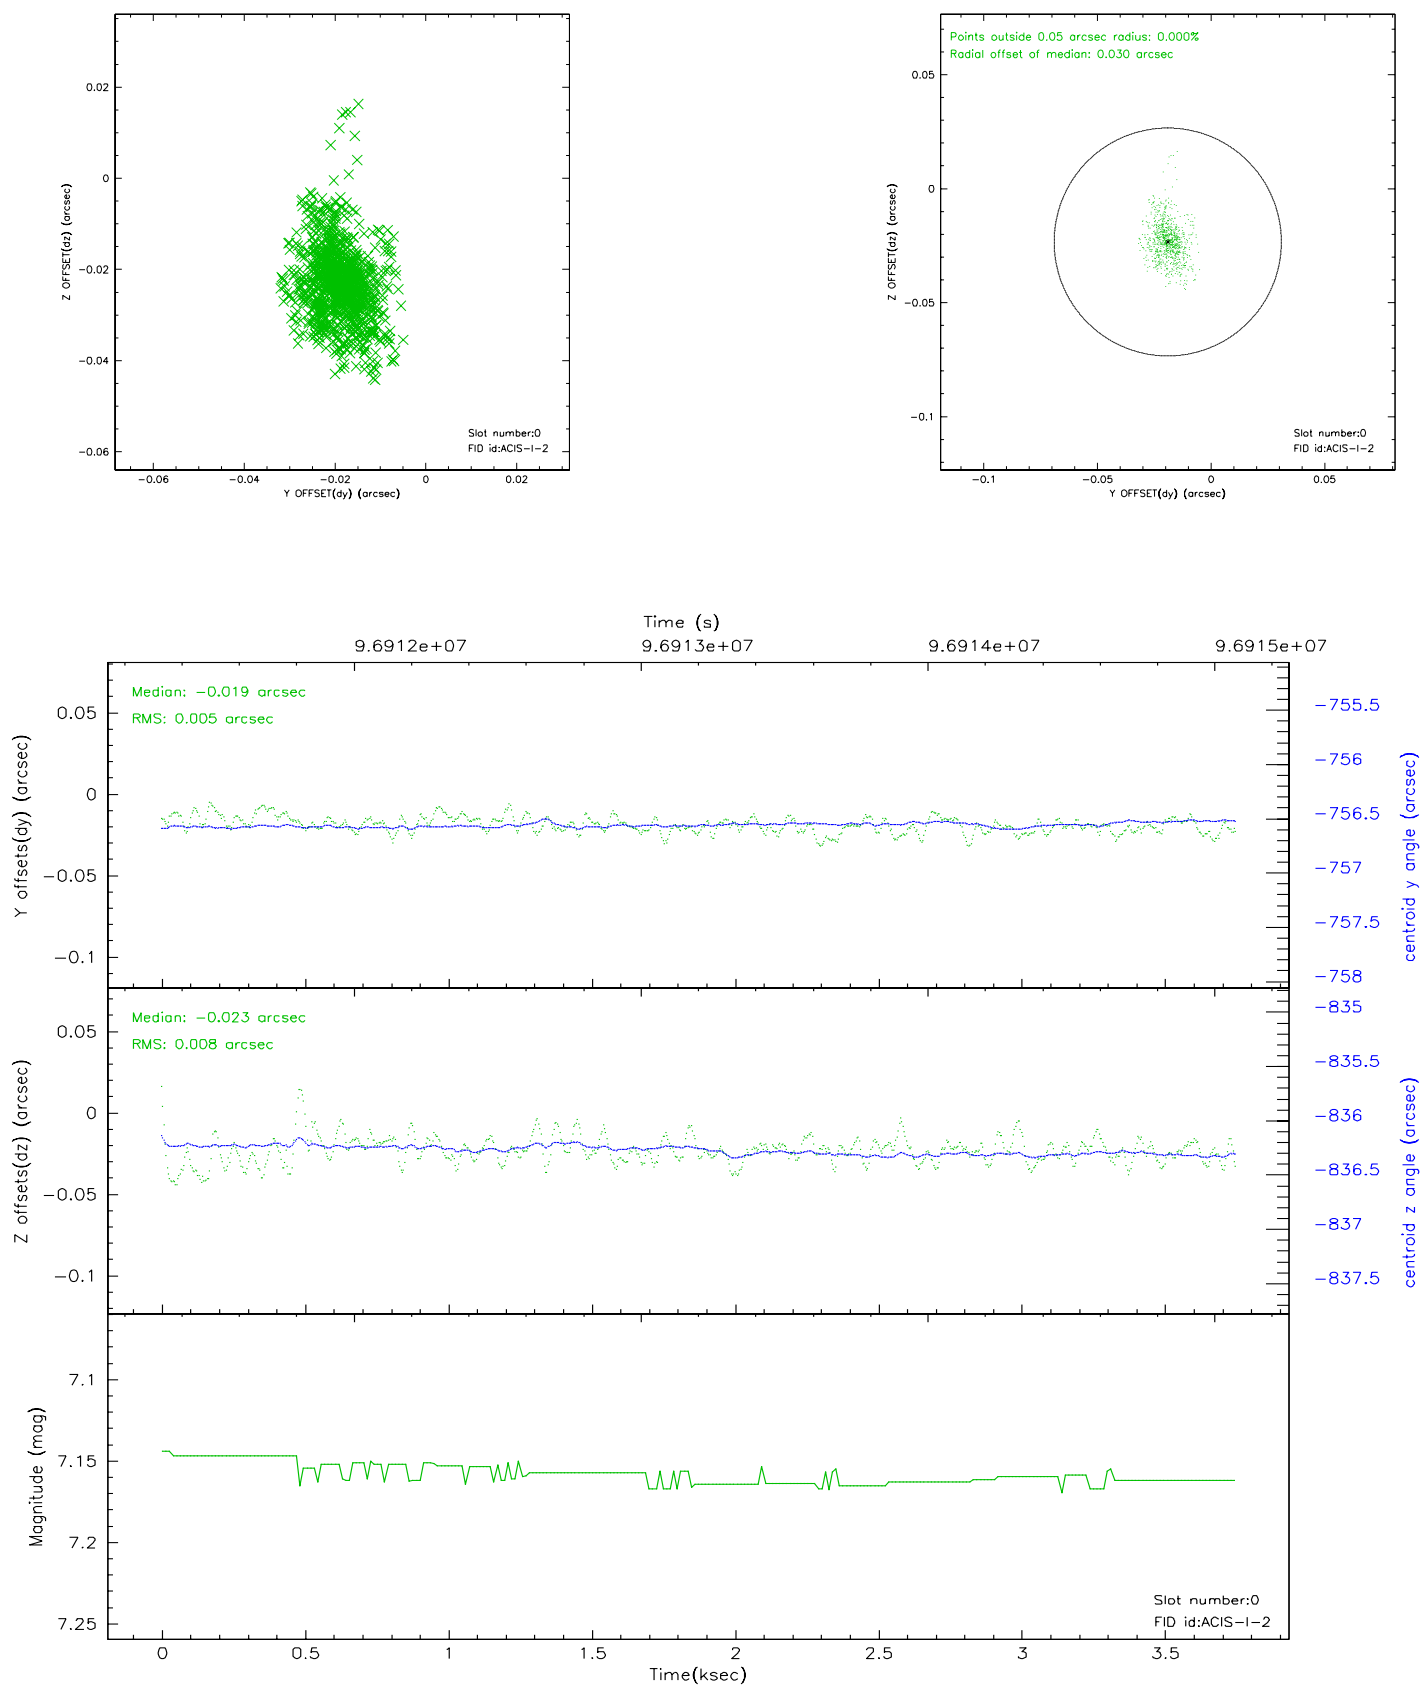 0.02
0
−0.02
−0.04
−0.06
Z OFFSET(dz) (arcsec)
Slot number:0
FID id:ACIS−I−2
−0.06 −0.04 −0.02 0 0.02
Y OFFSET(dy) (arcsec)
Points outside 0.05 arcsec radius: 0.000%
Radial offset of median: 0.030 arcsec
0.05
0
−0.05
−0.1
Z OFFSET(dz) (arcsec)
Slot number:0
FID id:ACIS−I−2
−0.1 −0.05 0 0.05
Y OFFSET(dy) (arcsec)
Time (s)
9.6912e+07 9.6913e+07 9.6914e+07 9.6915e+07
Median: −0.019 arcsec
RMS: 0.005 arcsec
0.05
0
−0.05
−0.1
Y offsets(dy) (arcsec)
−755.5
−756
−756.5
−757
−757.5
−758
centroid y angle (arcsec)
Median: −0.023 arcsec
RMS: 0.008 arcsec
0.05
0
−0.05
−0.1
Z offsets(dz) (arcsec)
−835
−835.5
−836
−836.5
−837
−837.5
centroid z angle (arcsec)
7.1
7.15
7.2
7.25
Magnitude (mag)
Slot number:0
FID id:ACIS−I−2
0 0.5 1 1.5 2 2.5 3 3.5
Time(ksec)